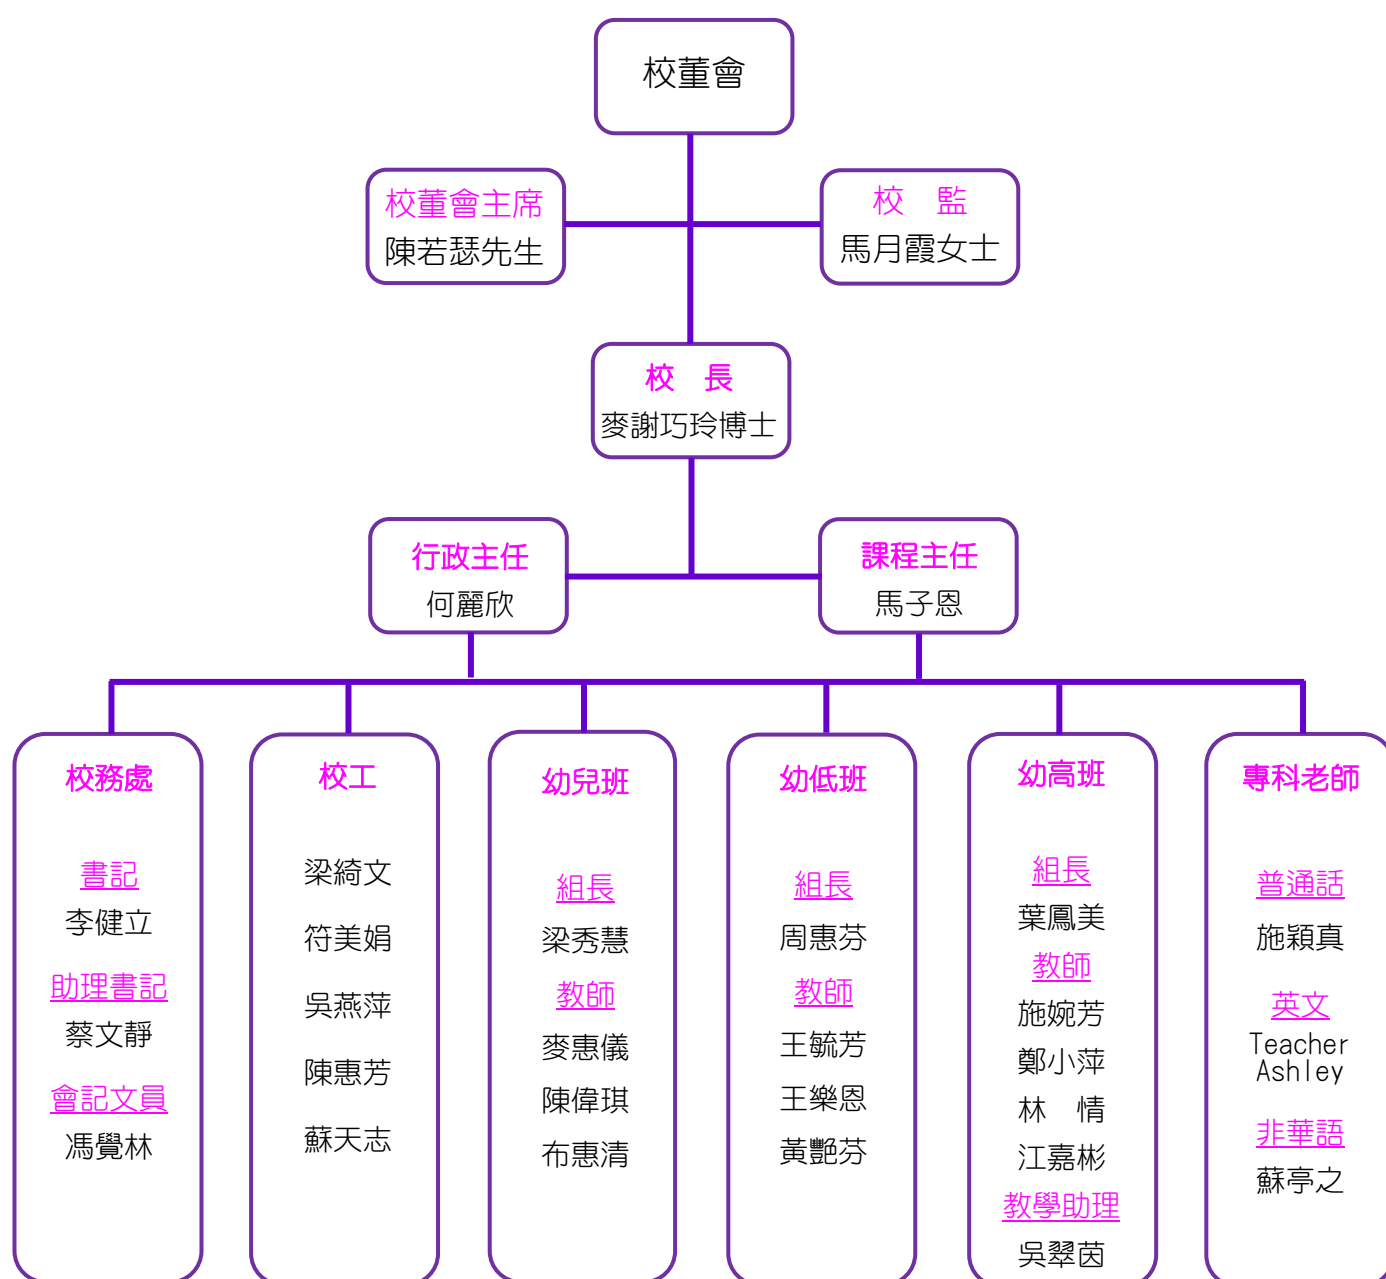 校董會
校董會主席
陳若瑟先生
校　監
馬月霞女士
校　長
麥謝巧玲博士
行政主任
何麗欣
課程主任
馬子恩
校務處
書記
李健立
助理書記
蔡文靜
會記文員
馮覺林
校工
梁綺文
符美娟
吳燕萍
陳惠芳
蘇天志
幼兒班
組長
梁秀慧
教師
麥惠儀
陳偉琪
布惠清
幼低班
組長
周惠芬
教師
王毓芳
王樂恩
黃艷芬
幼高班
組長
葉鳳美
教師
施婉芳
鄭小萍
林　情
江嘉彬
教學助理
吳翠茵
專科老師
普通話
施穎真
英文
Teacher
Ashley
非華語
蘇亭之